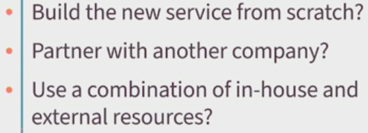 • Build the new service from scratch?
• Partner with another company?
• Use a combination of in-house and
external resources?